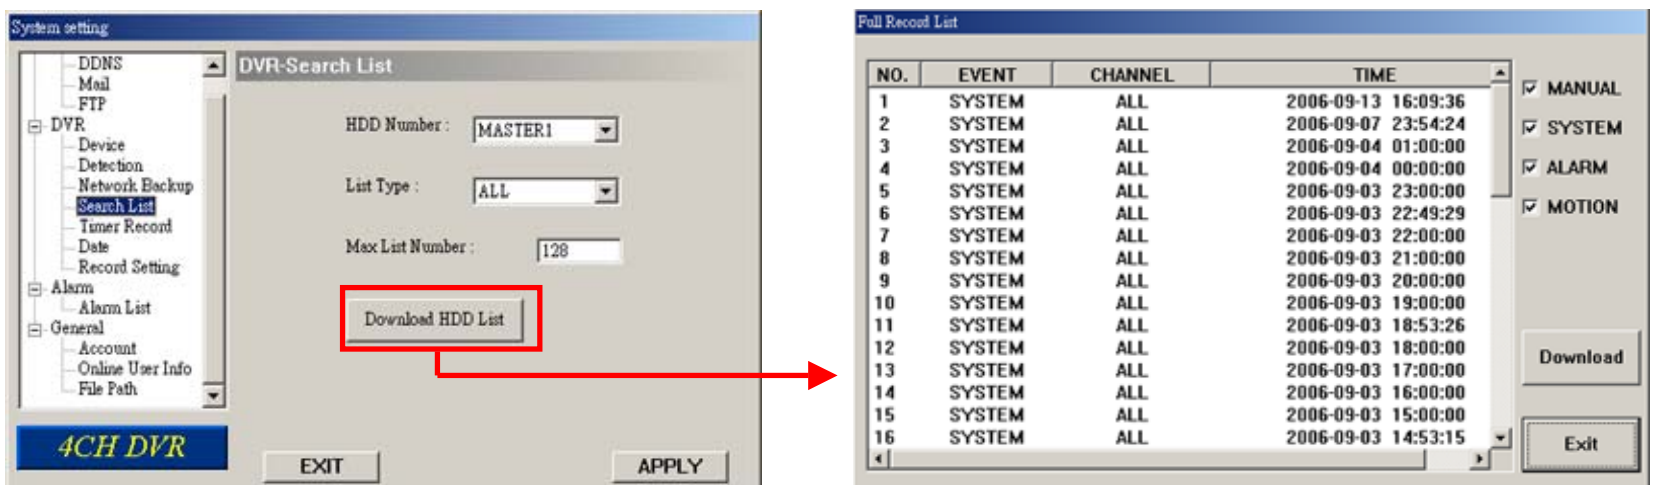 System setting
DDNS
Mail
FTP
DVR
Device
Detection
Network Backup
Search List
Timer Record
Date
Record Setting
Alarm
Alarm List
General
Account
Online User Info
File Path
4CH DVR
DVR-Search List
HDD Number : MASTER1
List Type : ALL
Max List Number : 128
Download HDD List
EXIT APPLY
Full Record List
NO. EVENT CHANNEL TIME
1 SYSTEM ALL 2006-09-13 16:09:36
2 SYSTEM ALL 2006-09-07 23:54:24
3 SYSTEM ALL 2006-09-04 01:00:00
4 SYSTEM ALL 2006-09-04 00:00:00
5 SYSTEM ALL 2006-09-03 23:00:00
6 SYSTEM ALL 2006-09-03 22:49:29
7 SYSTEM ALL 2006-09-03 22:00:00
8 SYSTEM ALL 2006-09-03 21:00:00
9 SYSTEM ALL 2006-09-03 20:00:00
10 SYSTEM ALL 2006-09-03 19:00:00
11 SYSTEM ALL 2006-09-03 18:53:26
12 SYSTEM ALL 2006-09-03 18:00:00
13 SYSTEM ALL 2006-09-03 17:00:00
14 SYSTEM ALL 2006-09-03 16:00:00
15 SYSTEM ALL 2006-09-03 15:00:00
16 SYSTEM ALL 2006-09-03 14:53:15
MANUAL
SYSTEM
ALARM
MOTION
Download
Exit